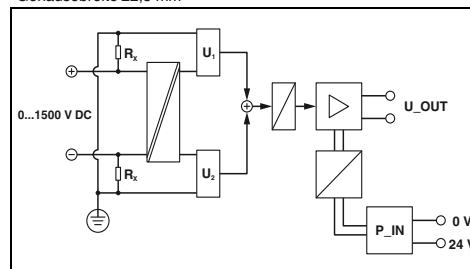 Gehäusebreite 22,5 mm
Rx
U1
0...1500 V DC
U_OUT
Rx
U2
P_IN
0 V
24 V